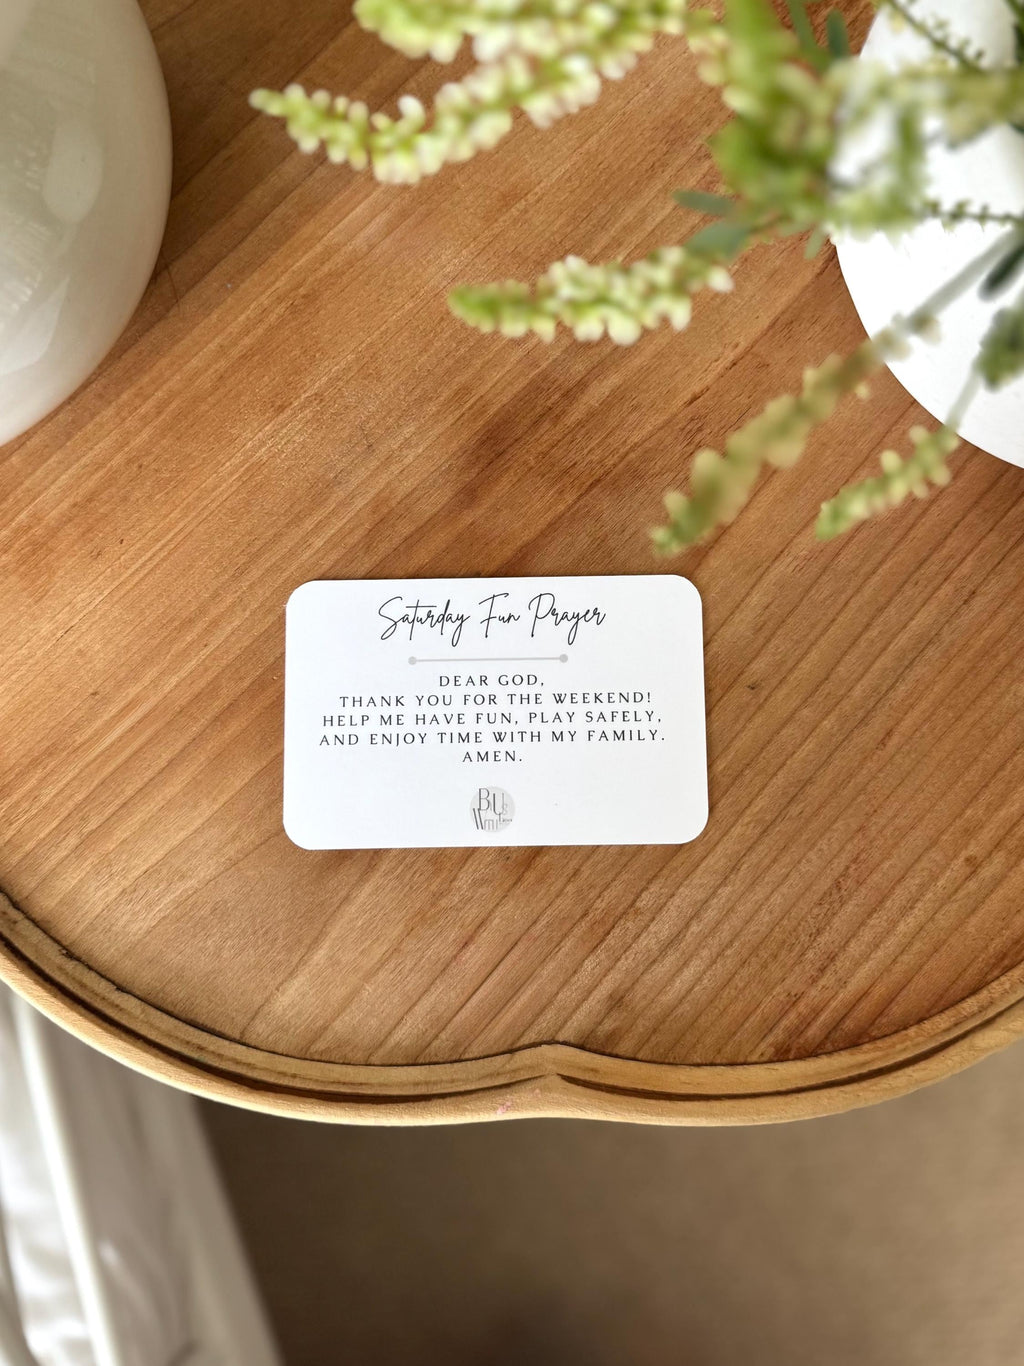 Saturday Fun Prayer
DEAR GOD,
THANK YOU FOR THE WEEKEND!
HELP ME HAVE FUN, PLAY SAFELY,
AND ENJOY TIME WITH MY FAMILY.
AMEN.